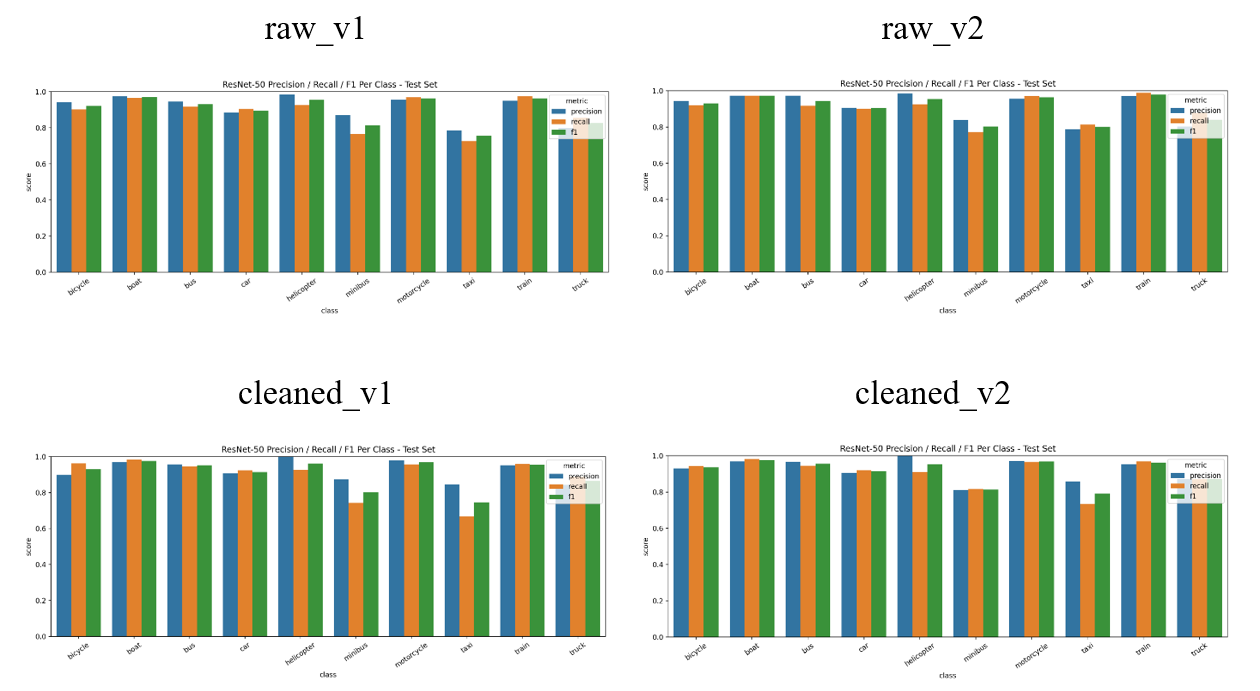 raw_v1
ResNet-50 Precision / Recall / F1 Per Class - Test Set
metric
precision
recall
f1
1.0
0.8
0.6
0.4
0.2
0.0
score
bicycle boat bus car helicopter minibus motorcycle taxi train truck
class
raw_v2
ResNet-50 Precision / Recall / F1 Per Class - Test Set
metric
precision
recall
f1
1.0
0.8
0.6
0.4
0.2
0.0
score
bicycle boat bus car helicopter minibus motorcycle taxi train truck
class
cleaned_v1
ResNet-50 Precision / Recall / F1 Per Class - Test Set
metric
precision
recall
f1
1.0
0.8
0.6
0.4
0.2
0.0
score
bicycle boat bus car helicopter minibus motorcycle taxi train truck
class
cleaned_v2
ResNet-50 Precision / Recall / F1 Per Class - Test Set
metric
precision
recall
f1
1.0
0.8
0.6
0.4
0.2
0.0
score
bicycle boat bus car helicopter minibus motorcycle taxi train truck
class